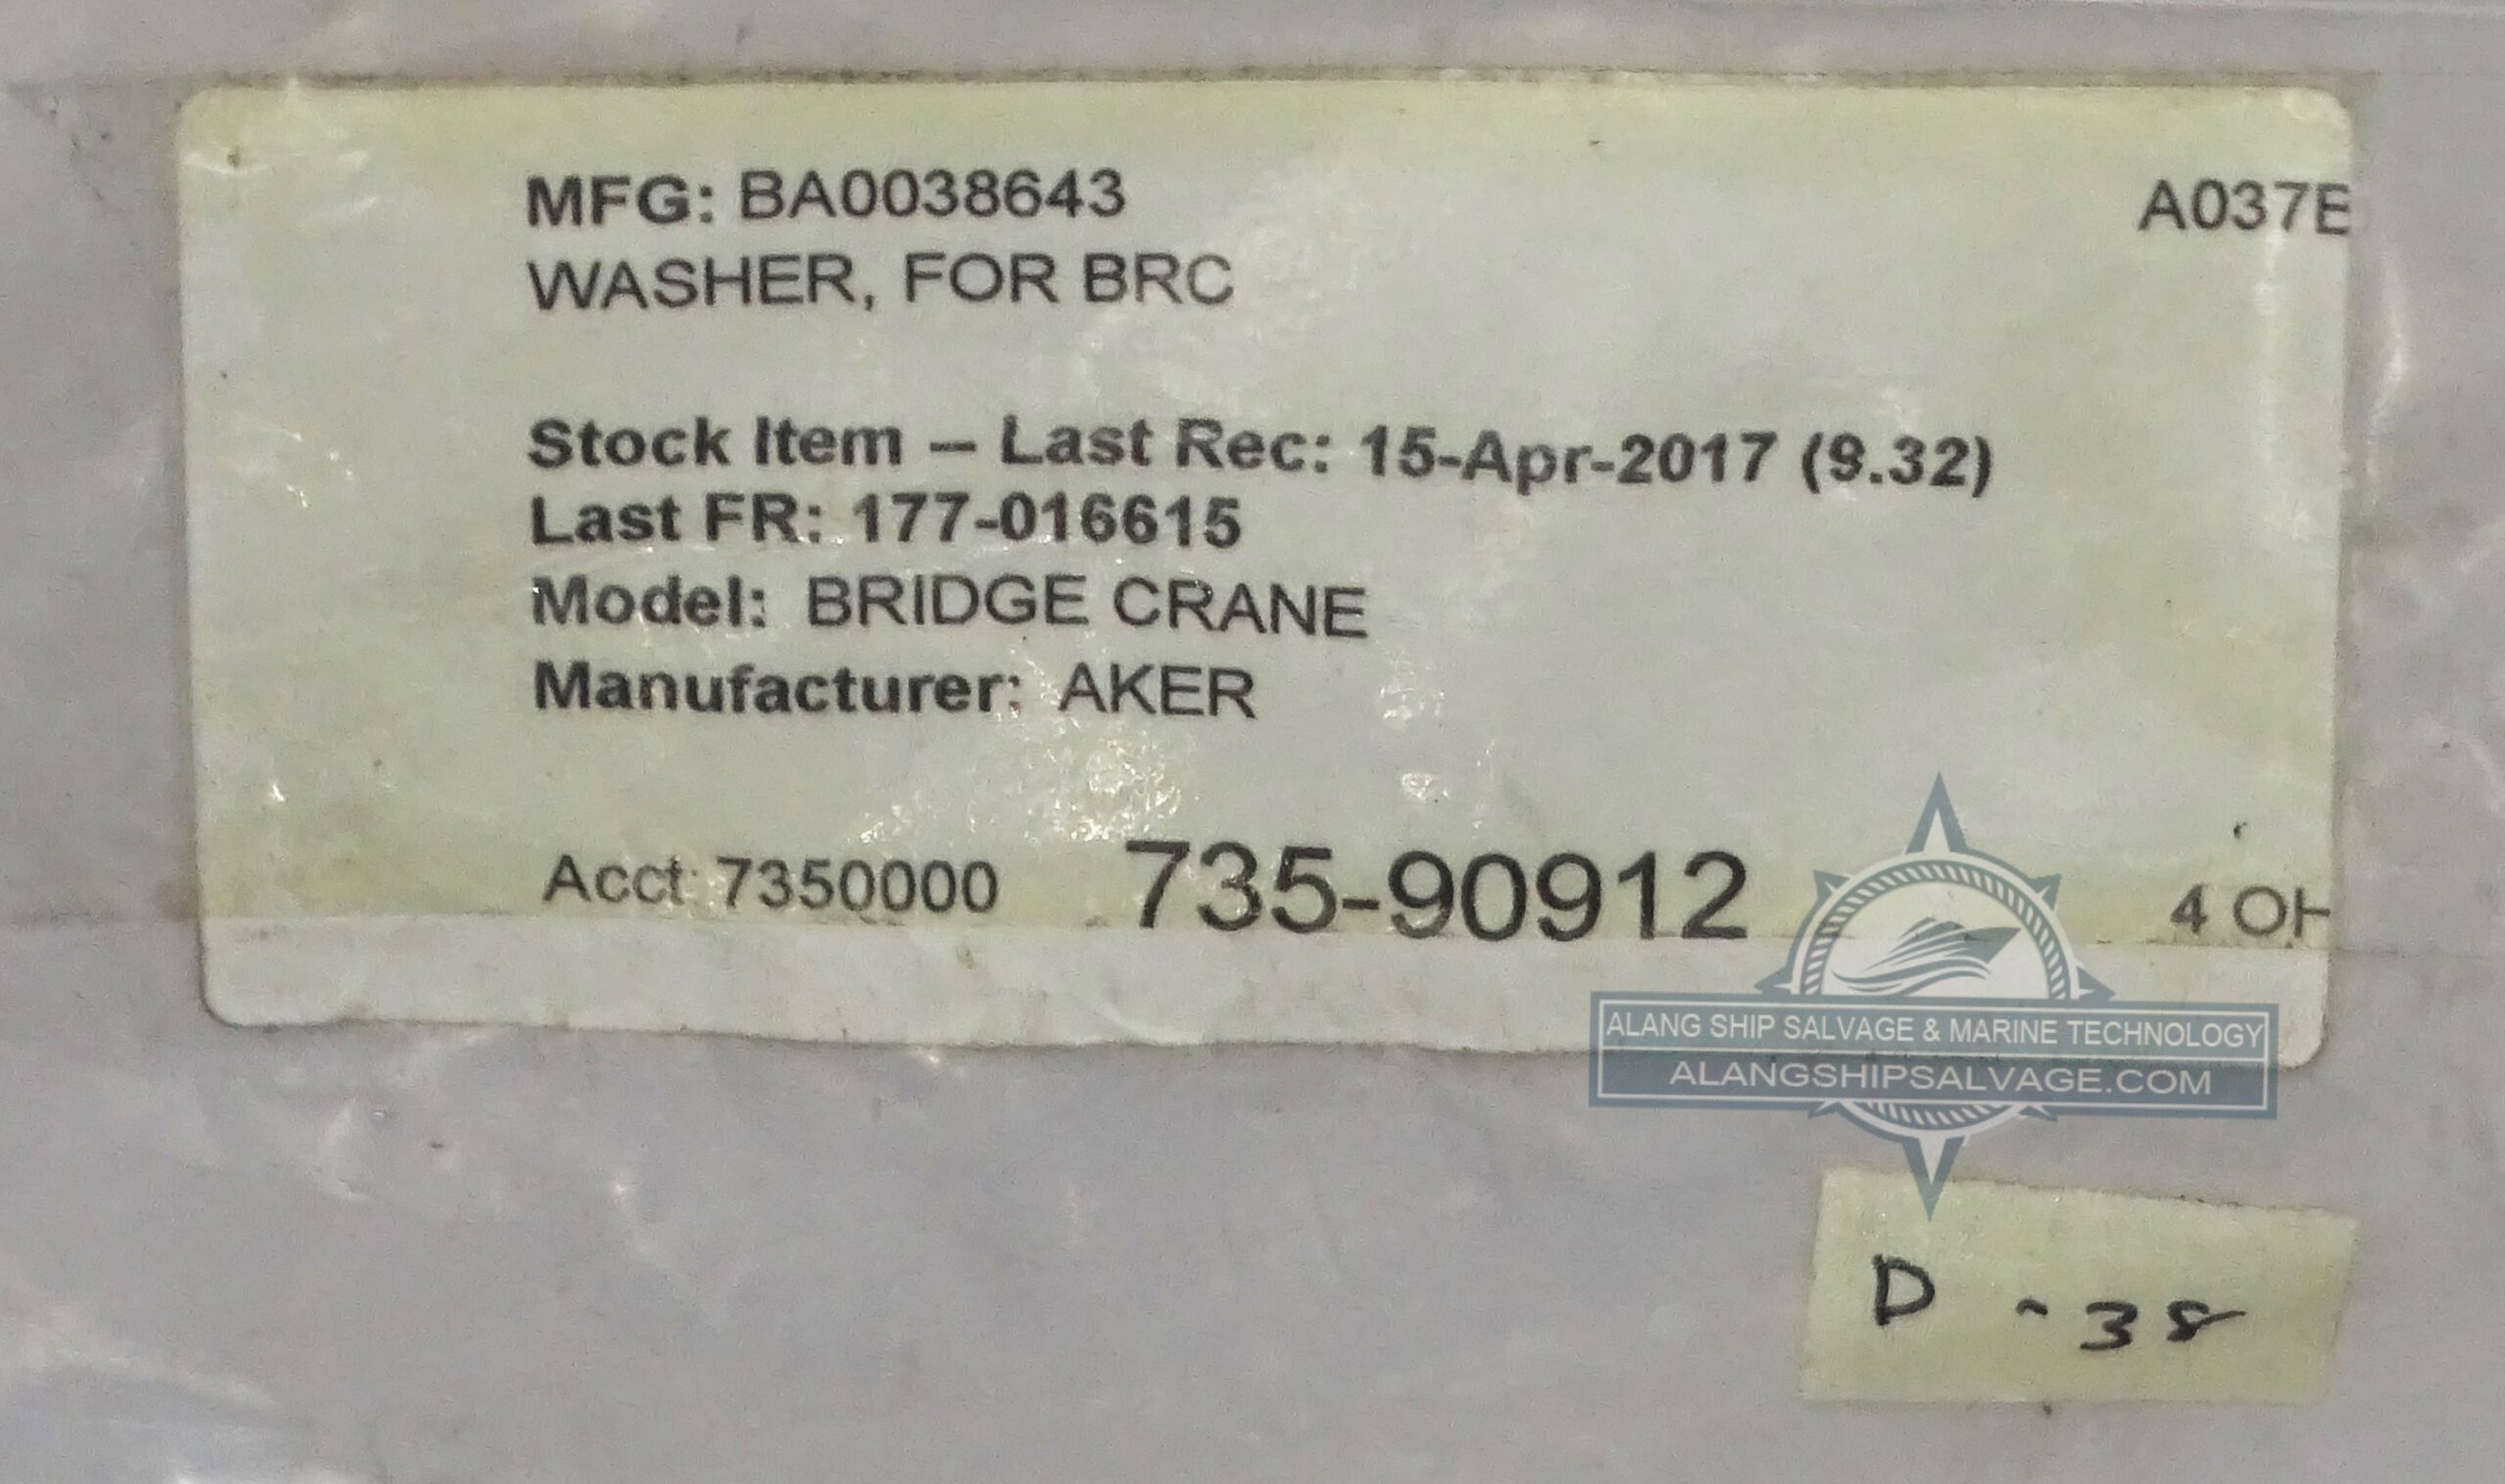 MFG: BA0038643 A037E
WASHER, FOR BRC
Stock Item – Last Rec: 15-Apr-2017 (9.32)
Last FR: 177-016615
Model: BRIDGE CRANE
Manufacturer: AKER
Acct: 7350000 735-90912 4 OH
ALANG SHIP SALVAGE & MARINE TECHNOLOGY
ALANGSHIPSALVAGE.COM
D -38